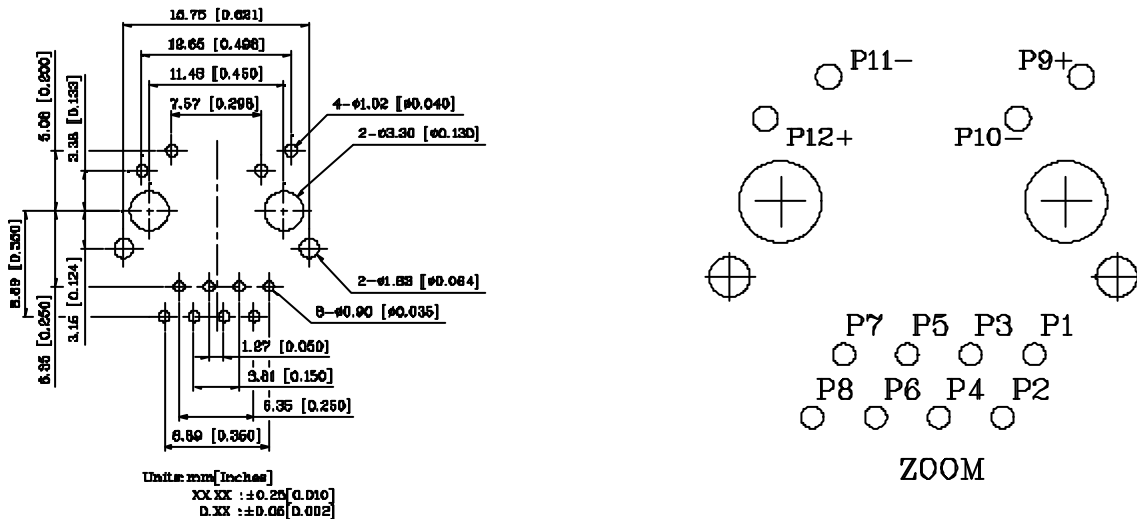 15.75 [0.621]
12.65 [0.498]
11.43 [0.450]
7.57 [0.298]
5.08 [0.200]
3.38 [0.133]
4-ø1.02 [ø0.040]
2-ø3.30 [ø0.130]
8.89 [0.350]
6.35 [0.250]
3.15 [0.124]
2-ø1.63 [ø0.064]
8-ø0.90 [ø0.035]
1.27 [0.050]
3.81 [0.150]
6.35 [0.250]
8.89 [0.350]
Units:mm[Inches]
XX.XX :±0.25[0.010]
0.XX :±0.05[0.002]
P11- P9+
P12+ P10-
P7 P5 P3 P1
P8 P6 P4 P2
ZOOM